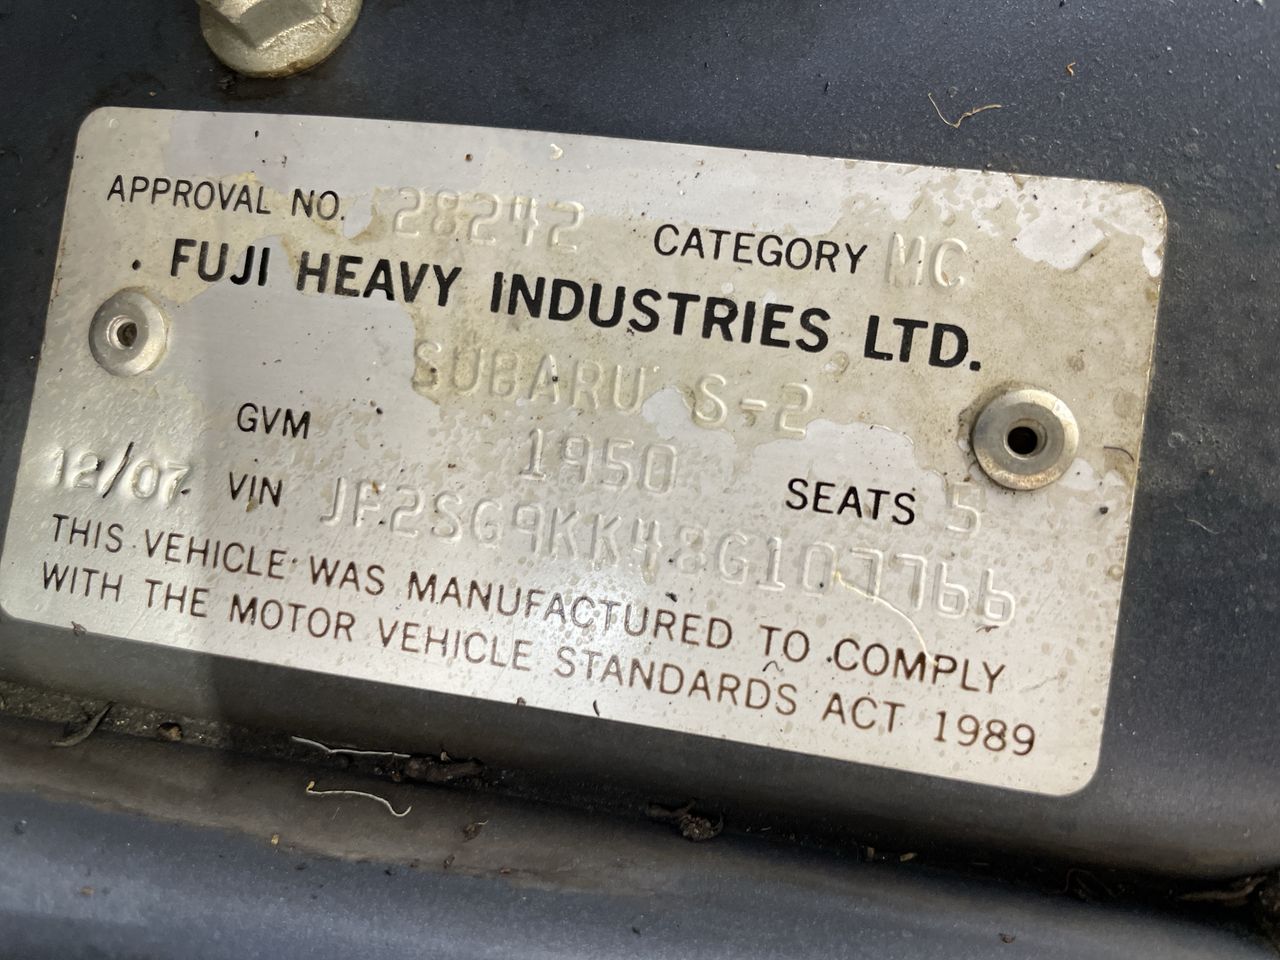 APPROVAL NO. 28242 CATEGORY MC
FUJI HEAVY INDUSTRIES LTD.
SUBARU S-2
GVM 1950 SEATS 5
12/07 VIN JF2SG9KK48G107766
THIS VEHICLE WAS MANUFACTURED TO COMPLY
WITH THE MOTOR VEHICLE STANDARDS ACT 1989